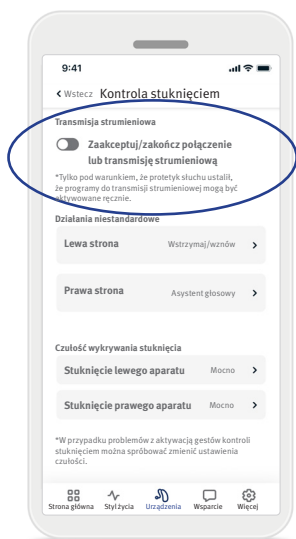 9:41
Wstecz Kontrola stuknięciem
Transmisja strumieniowa
Zaakceptuj/zakończ połączenie
lub transmisję strumieniową
*Tylko pod warunkiem, że protetyk słuchu ustalił,
że programy do transmisji strumieniowej mogą być
aktywowane ręcznie.
Działania niestandardowe
Lewa strona Wstrzymaj/wznów
Prawa strona Asystent głosowy
Czułość wykrywania stuknięcia
Stuknięcie lewego aparatu Mocno
Stuknięcie prawego aparatu Mocno
*W przypadku problemów z aktywacją gestów kontroli
stuknięciem można spróbować zmienić ustawienia
czułości.
Strona główna Styl życia Urządzenia Wsparcie Więcej